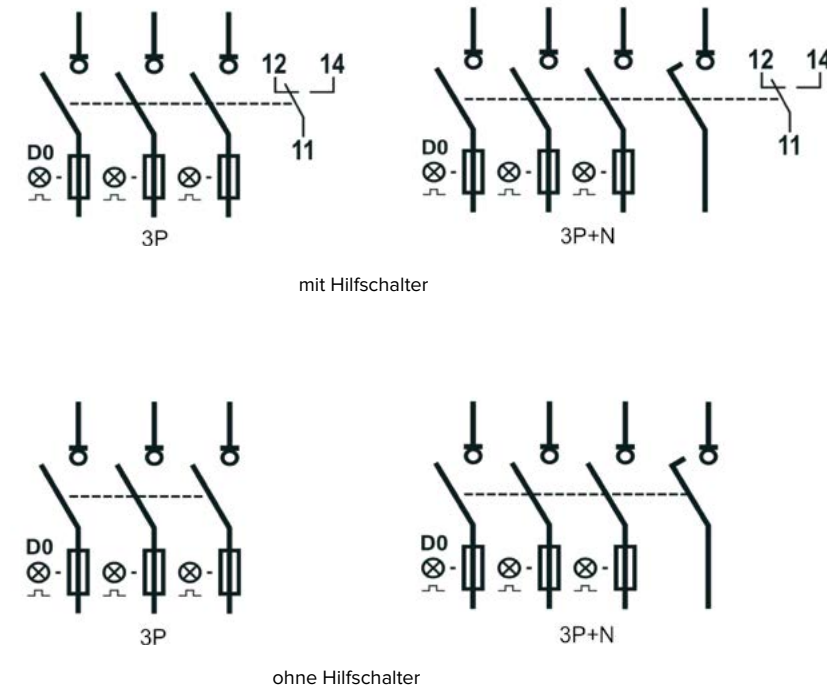 12 14
12 14
11
11
D0
D0
3P
3P+N
mit Hilfschalter
D0
D0
3P
3P+N
ohne Hilfschalter